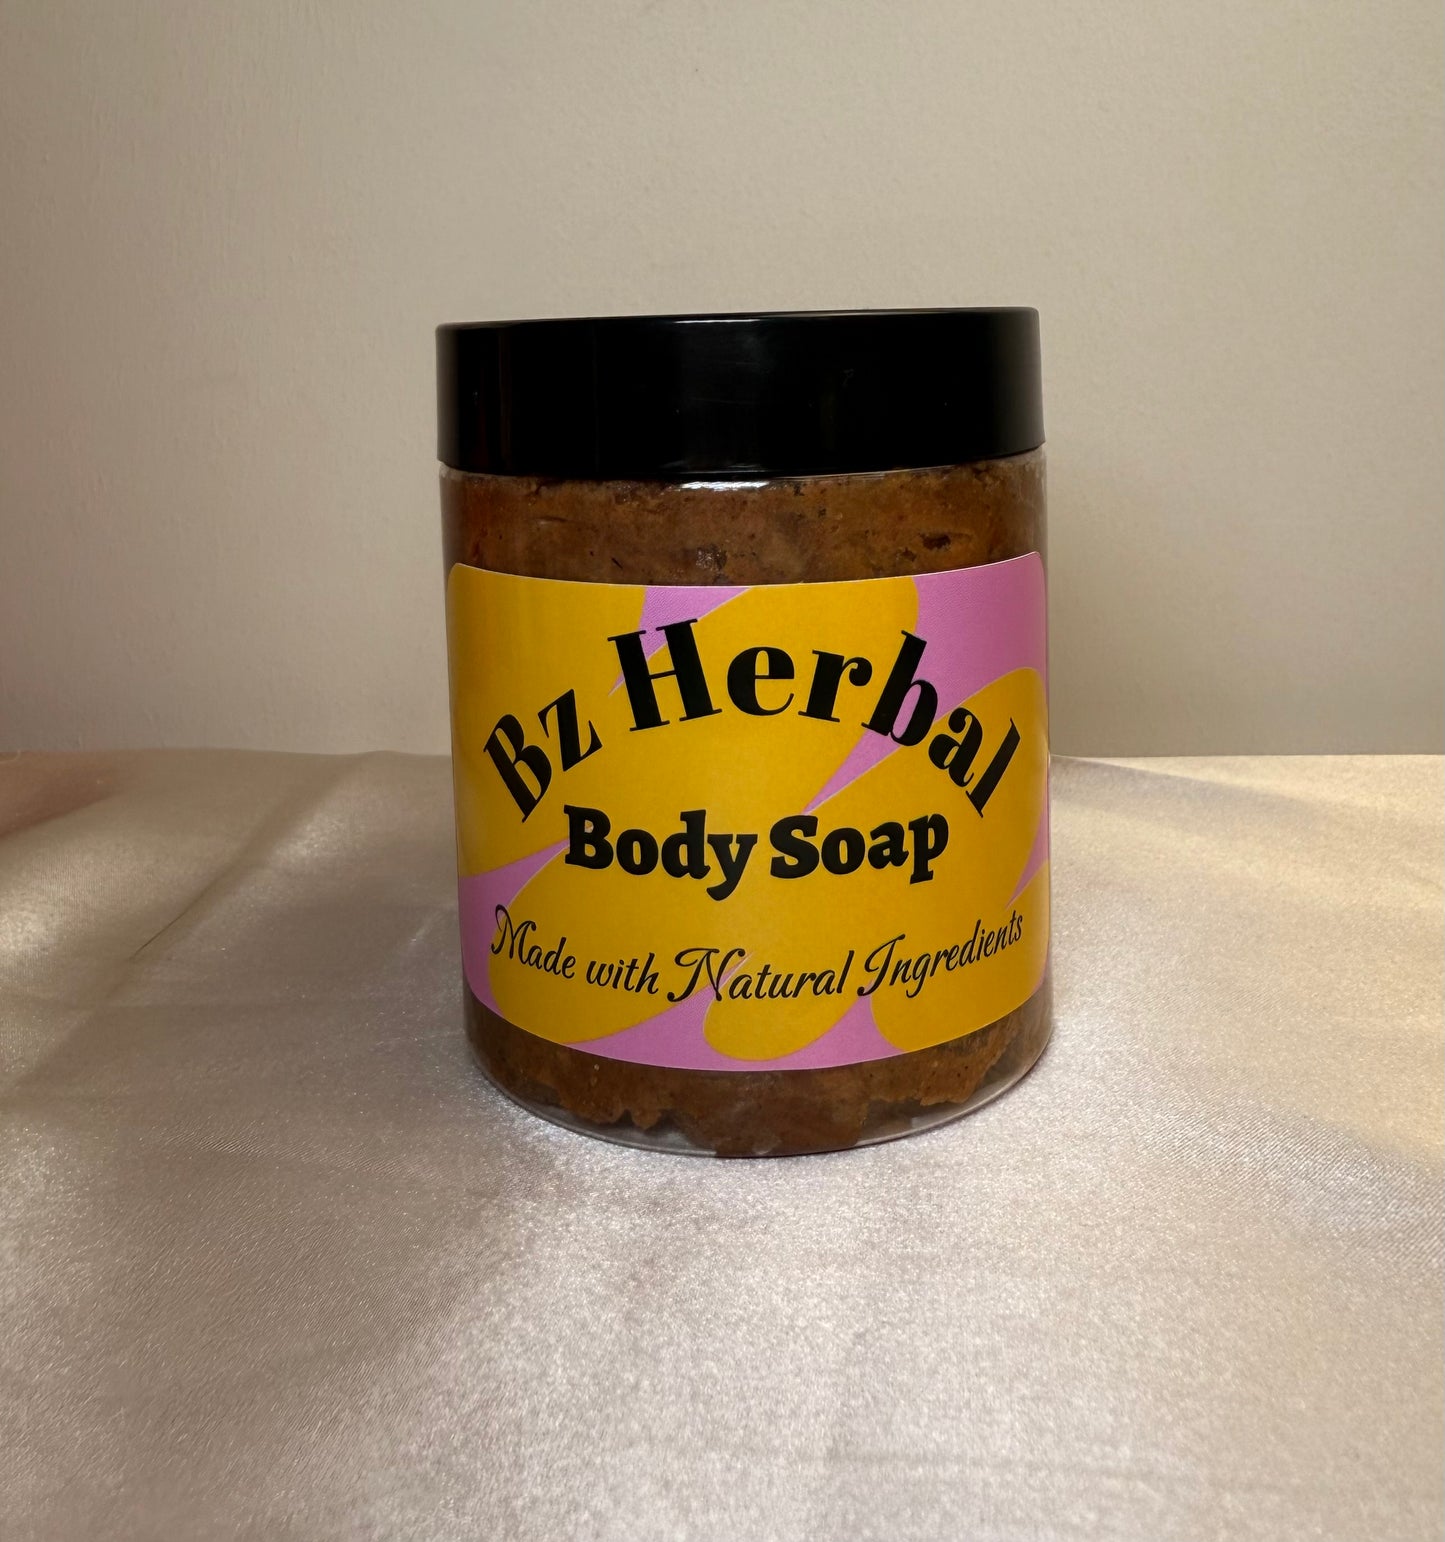 Bz Herbal
Body Soap
Made with Natural Ingredients